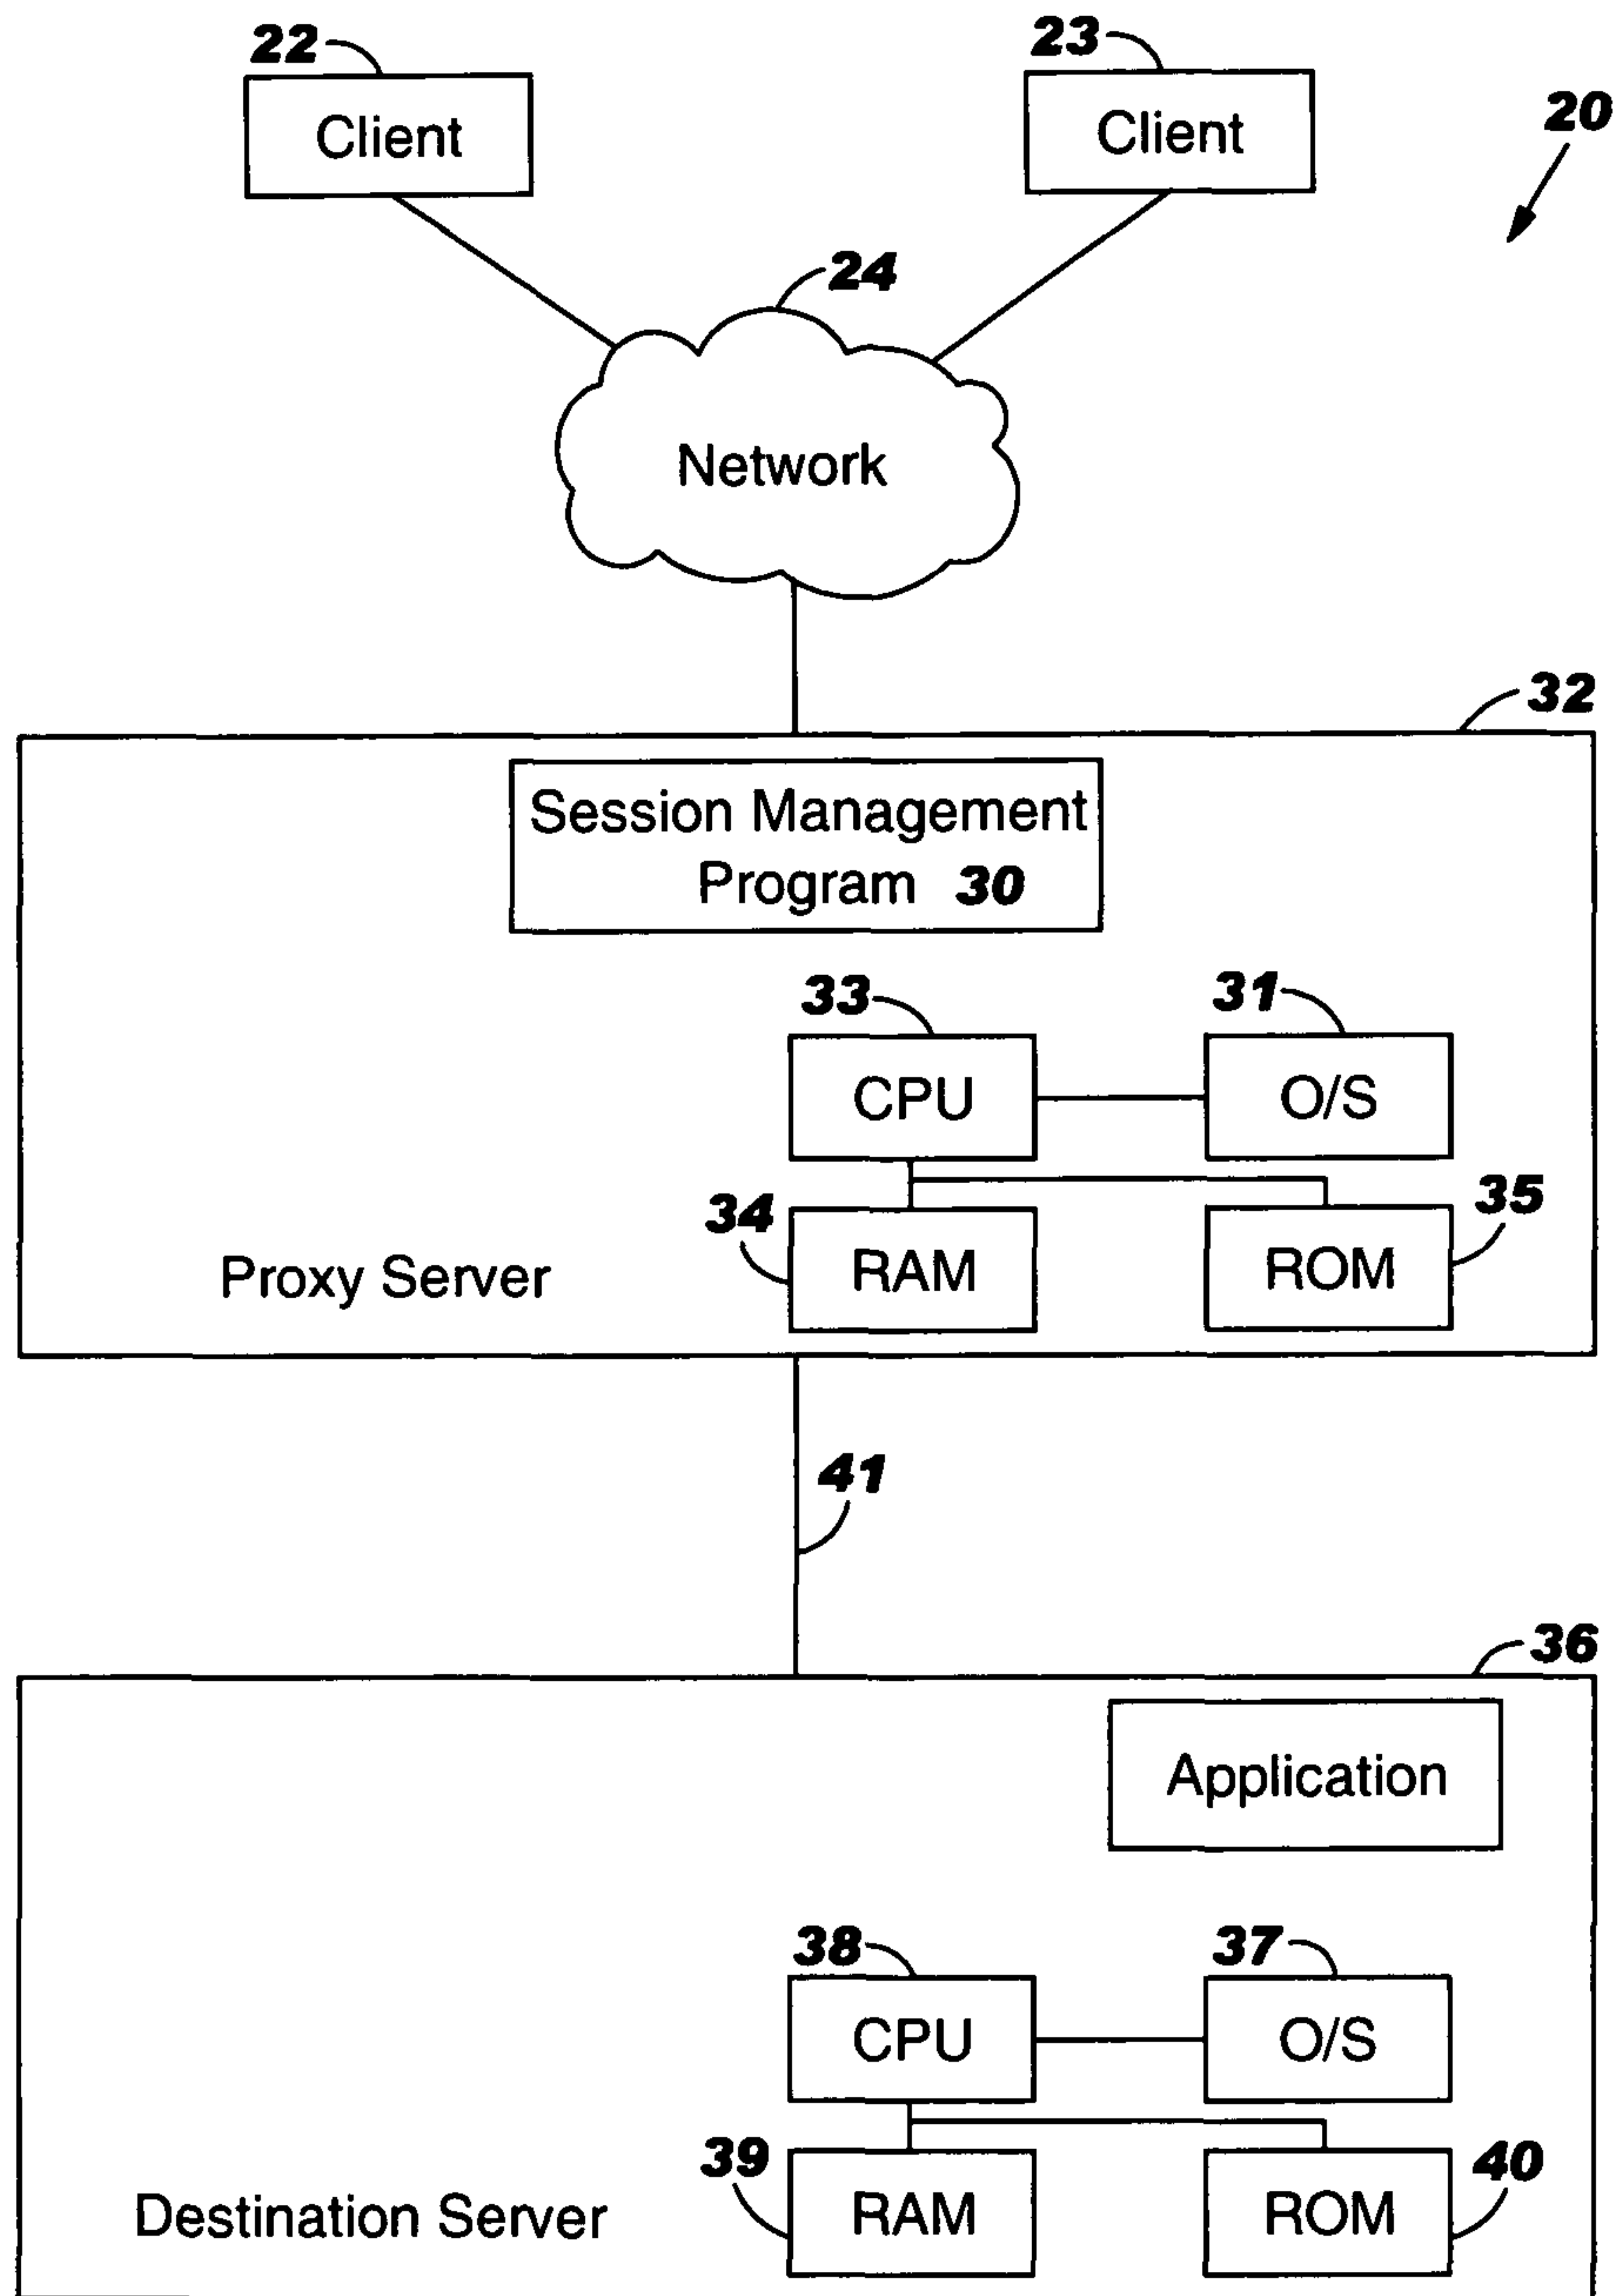 22
23
Client
Client
20
24
Network
32
Session Management
Program 30
33
31
CPU
O/S
34
35
RAM
ROM
Proxy Server
41
36
Application
38
37
CPU
O/S
39
40
RAM
ROM
Destination Server